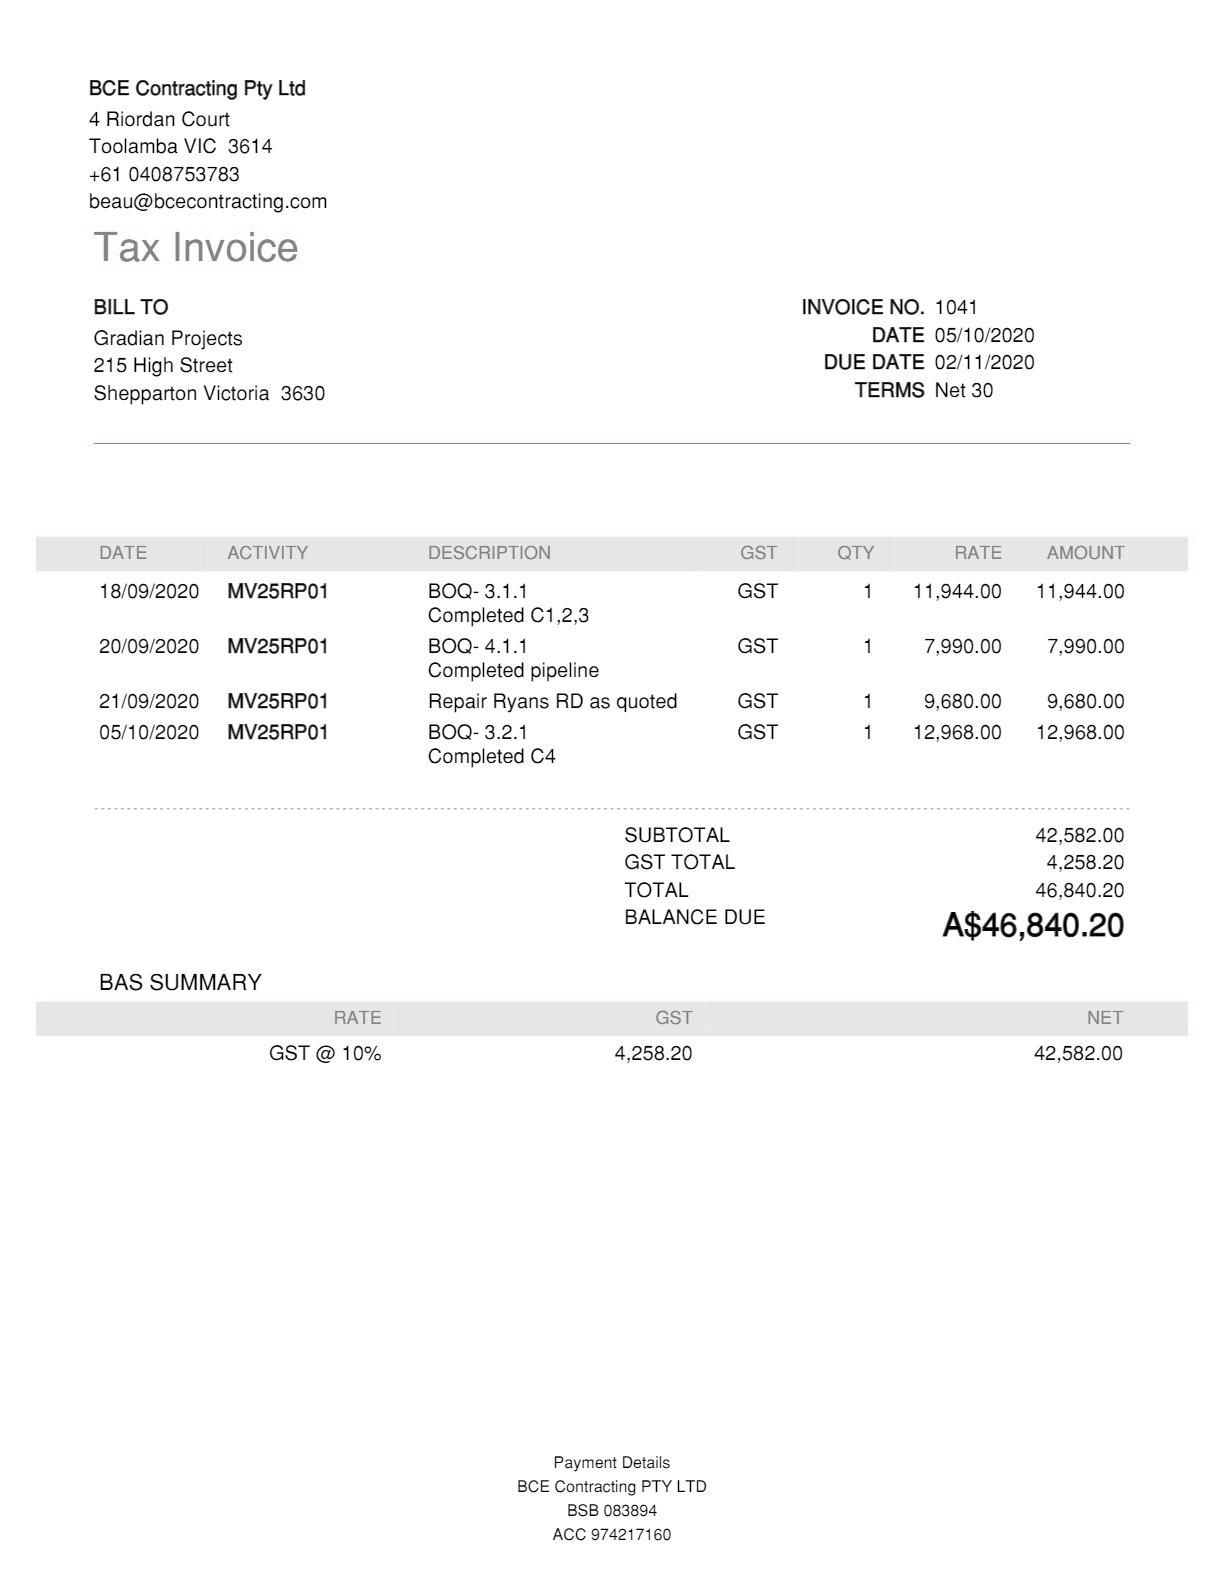 BCE Contracting Pty Ltd
4 Riordan Court
Toolamba VIC  3614
+61 0408753783
beau@bcecontracting.com
Tax Invoice
BILL TO
Gradian Projects
215 High Street
Shepparton Victoria  3630
INVOICE NO. 1041
DATE 05/10/2020
DUE DATE 02/11/2020
TERMS Net 30
DATE ACTIVITY DESCRIPTION GST QTY RATE AMOUNT
18/09/2020 MV25RP01 BOQ- 3.1.1 GST 1 11,944.00 11,944.00
Completed C1,2,3
20/09/2020 MV25RP01 BOQ- 4.1.1 GST 1 7,990.00 7,990.00
Completed pipeline
21/09/2020 MV25RP01 Repair Ryans RD as quoted GST 1 9,680.00 9,680.00
05/10/2020 MV25RP01 BOQ- 3.2.1 GST 1 12,968.00 12,968.00
Completed C4
SUBTOTAL 42,582.00
GST TOTAL 4,258.20
TOTAL 46,840.20
BALANCE DUE A$46,840.20
BAS SUMMARY
RATE GST NET
GST @ 10% 4,258.20 42,582.00
Payment Details
BCE Contracting PTY LTD
BSB 083894
ACC 974217160